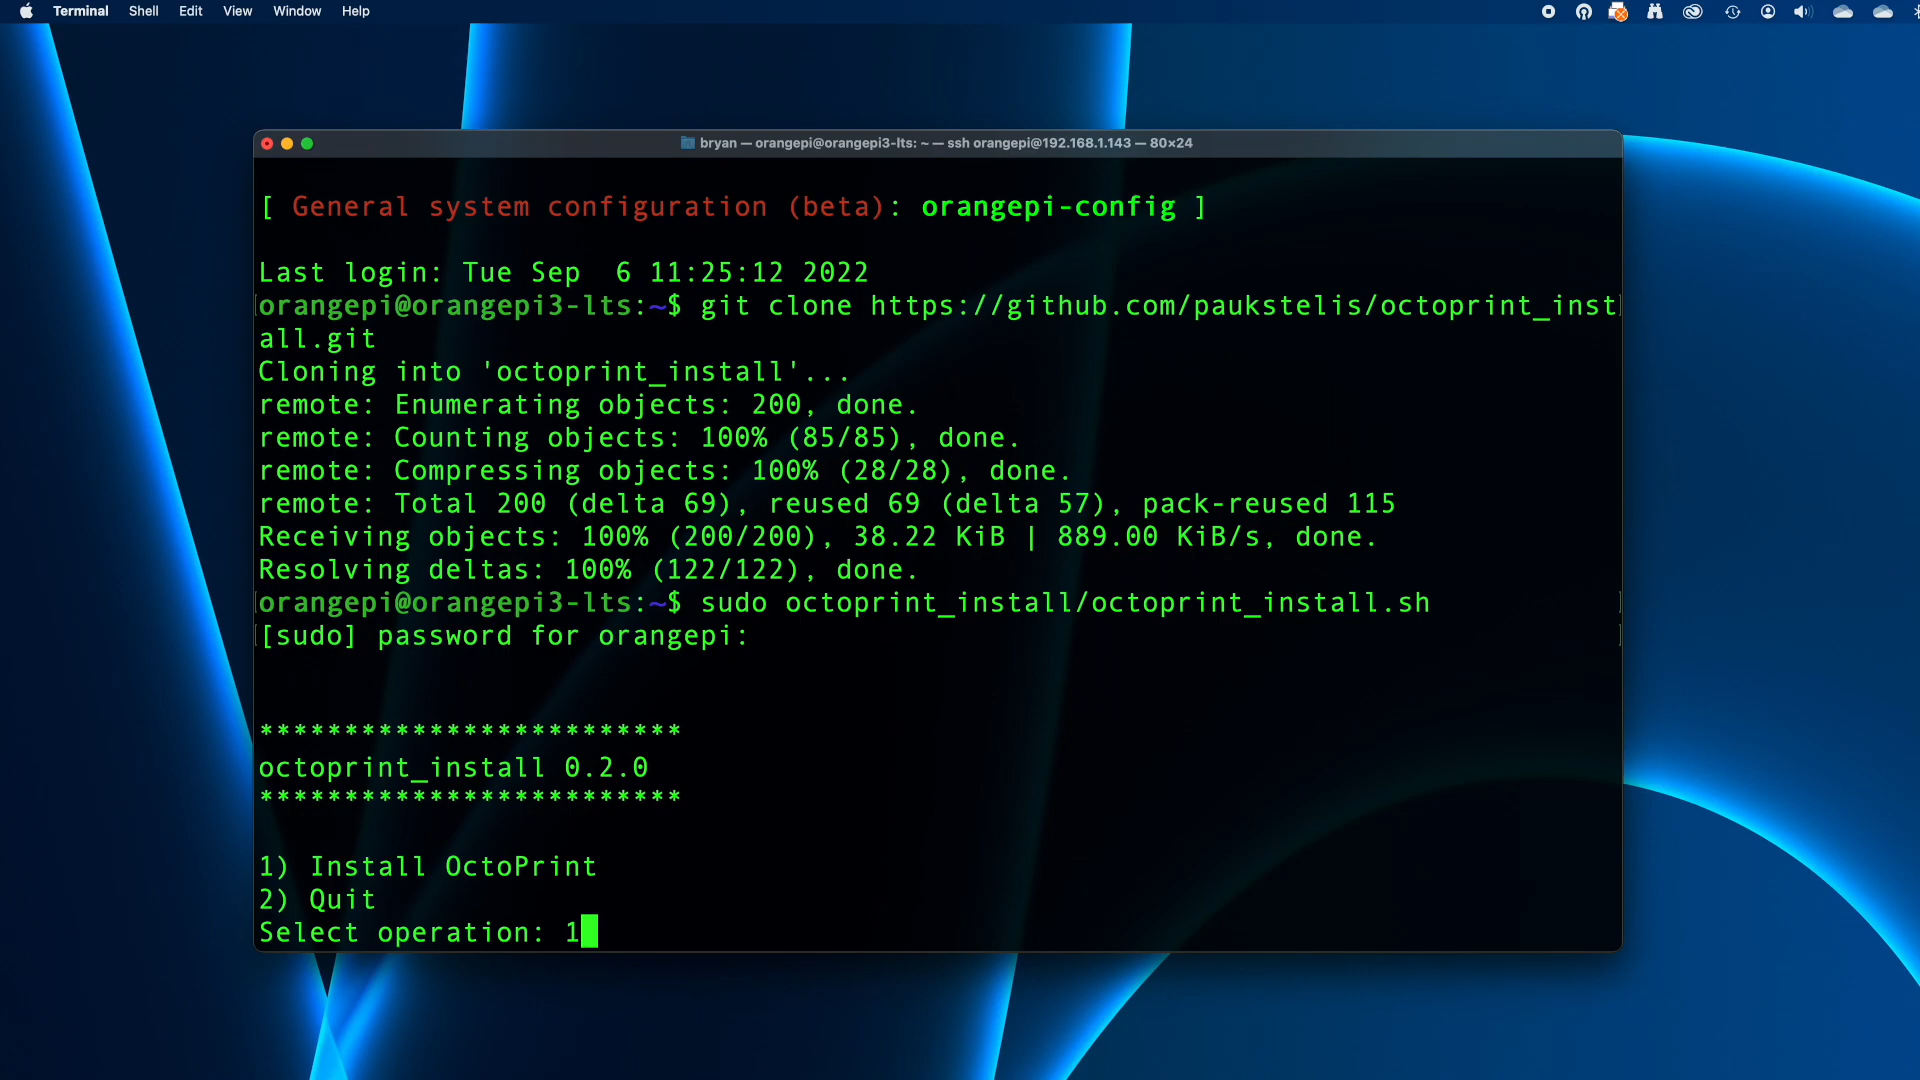 Terminal Shell Edit View Window Help
bryan — orangepi@orangepi3-lts: ~ — ssh orangepi@192.168.1.143 — 80×24
[ General system configuration (beta): orangepi-config ]
Last login: Tue Sep  6 11:25:12 2022
orangepi@orangepi3-lts:~$ git clone https://github.com/paukstelis/octoprint_inst
all.git
Cloning into 'octoprint_install'...
remote: Enumerating objects: 200, done.
remote: Counting objects: 100% (85/85), done.
remote: Compressing objects: 100% (28/28), done.
remote: Total 200 (delta 69), reused 69 (delta 57), pack-reused 115
Receiving objects: 100% (200/200), 38.22 KiB | 889.00 KiB/s, done.
Resolving deltas: 100% (122/122), done.
orangepi@orangepi3-lts:~$ sudo octoprint_install/octoprint_install.sh
[sudo] password for orangepi:
*************************
octoprint_install 0.2.0
*************************
1) Install OctoPrint
2) Quit
Select operation: 1